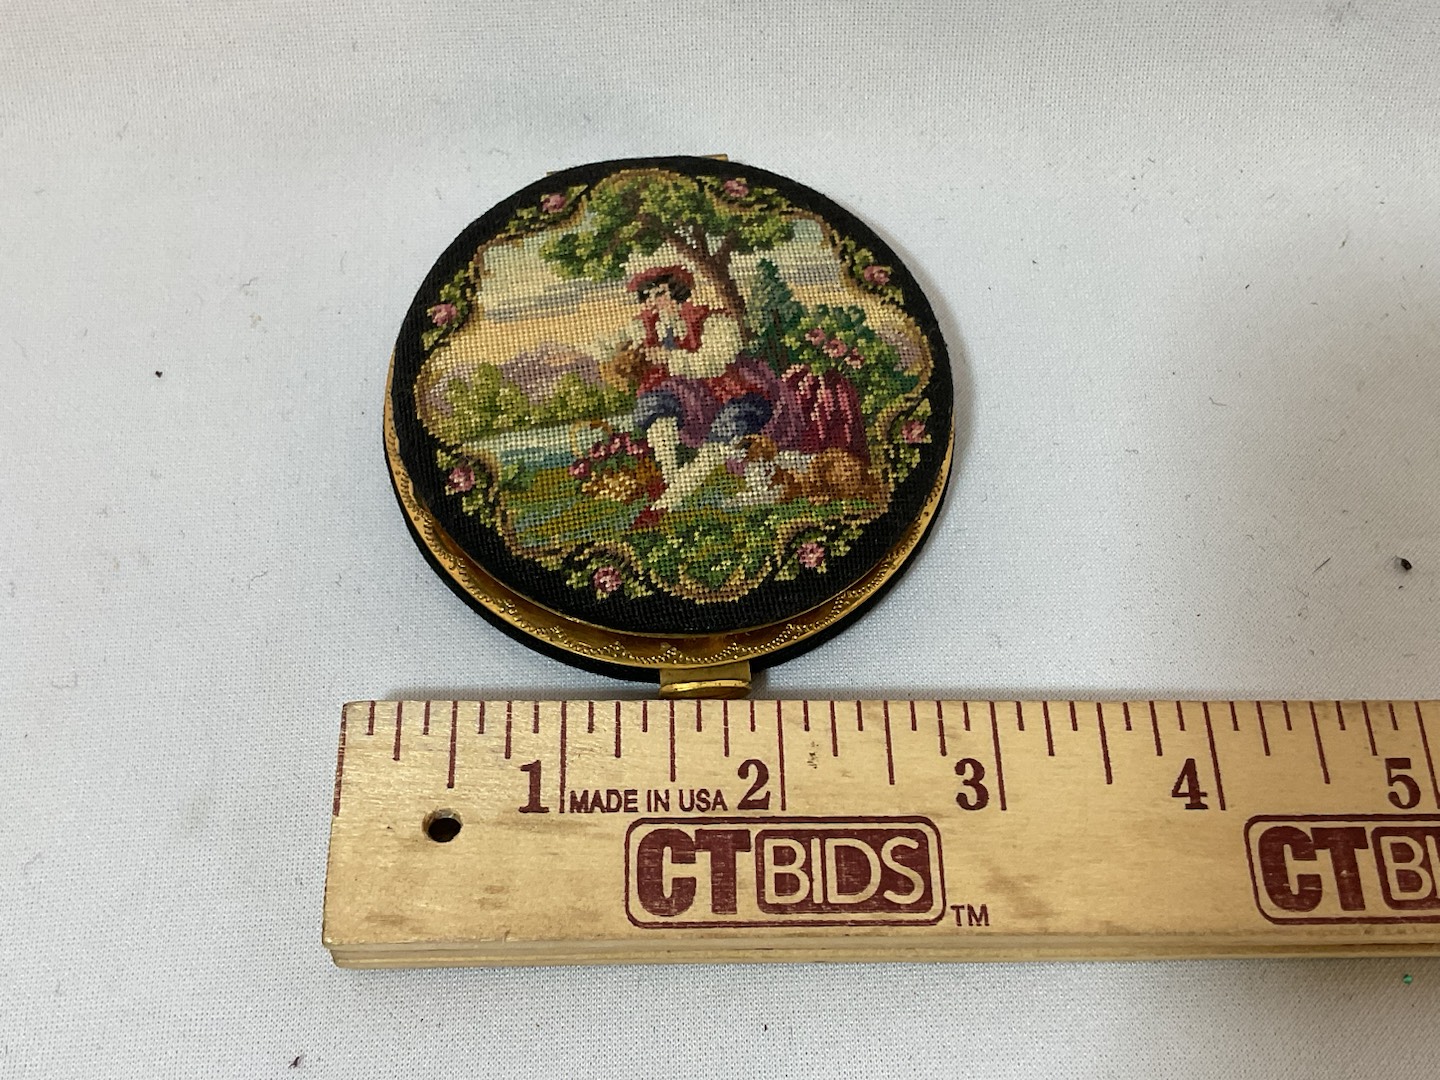 1 MADE IN USA 2 3 4 5
CTBIDS™ CTBI